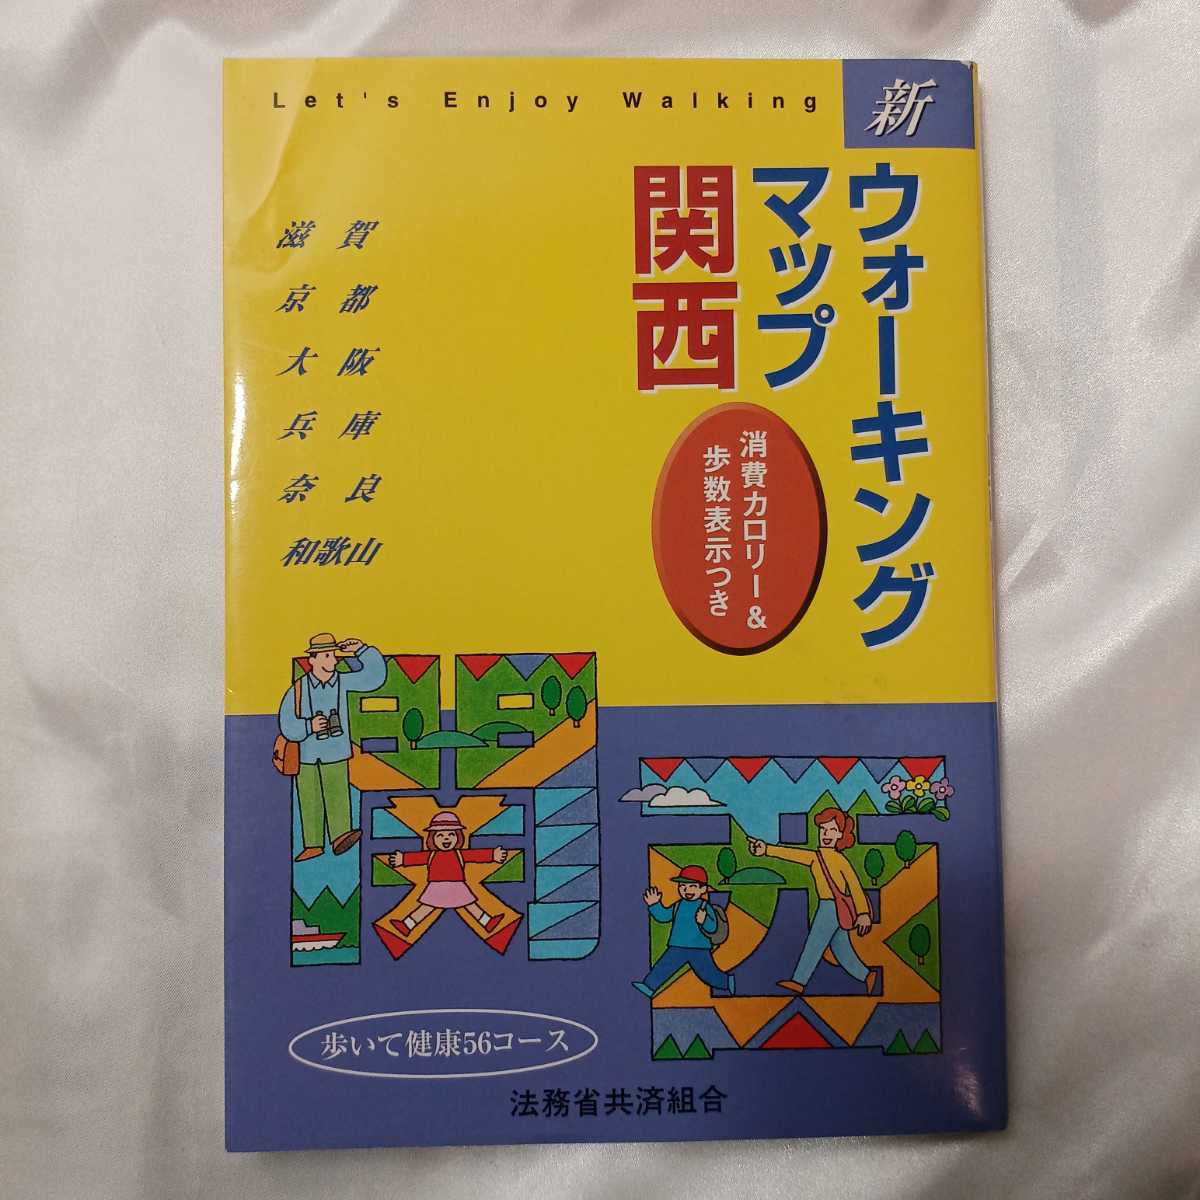 Let's Enjoy Walking
新
ウォーキング
マップ
関西
消費カロリー&
歩数表示つき
滋賀
京都
大阪
兵庫
奈良
和歌山
関西
歩いて健康56コース
法務省共済組合